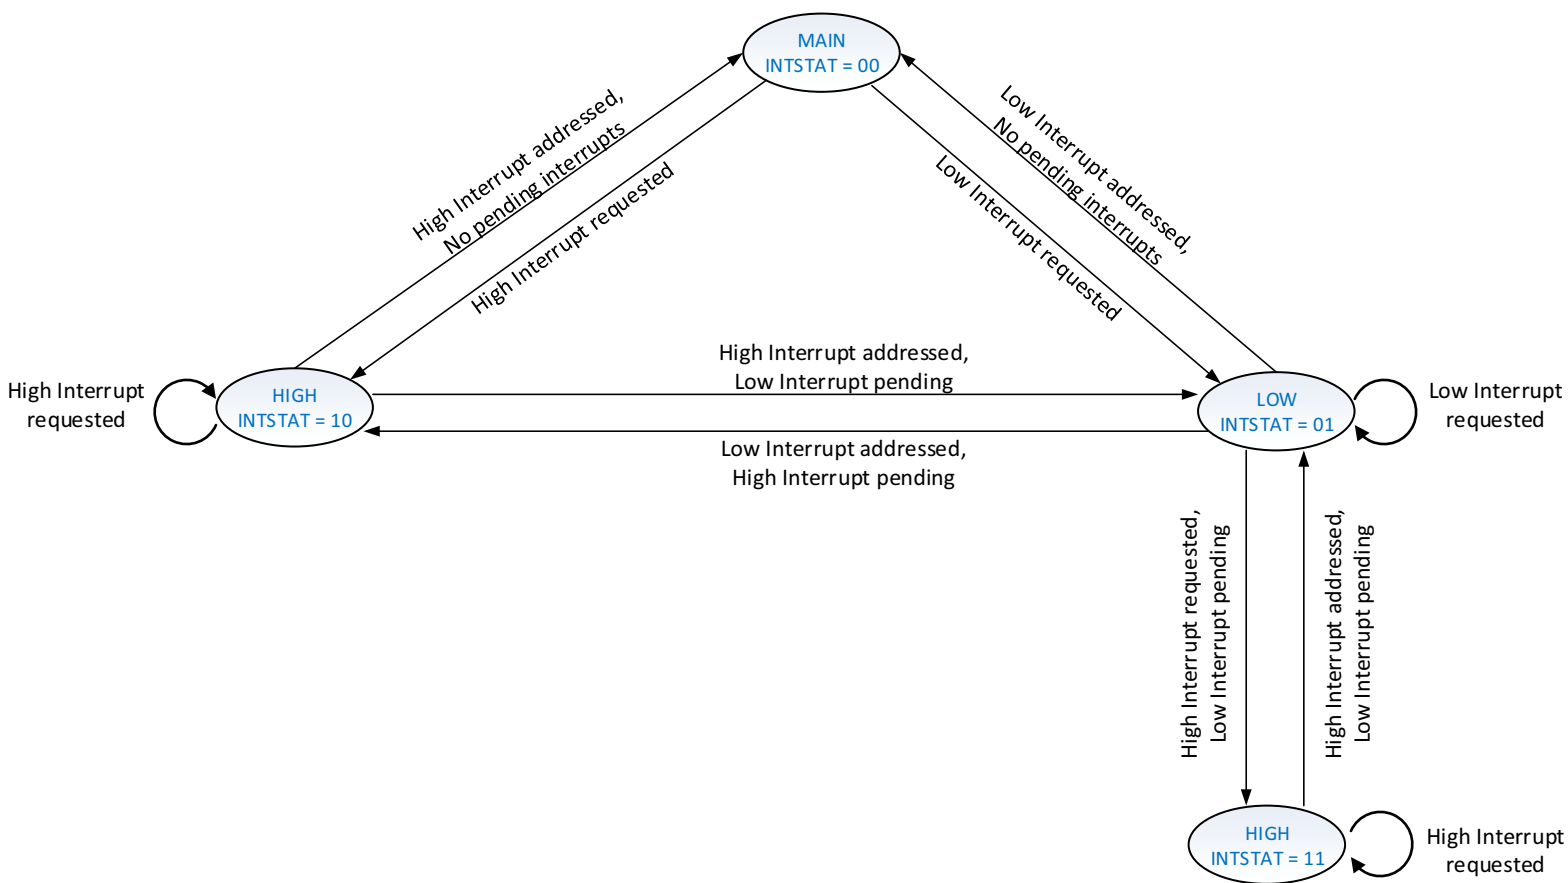 MAIN
INTSTAT = 00
High Interrupt addressed,
No pending interrupts
High Interrupt requested
Low Interrupt addressed,
No pending interrupts
Low Interrupt requested
High Interrupt
requested
HIGH
INTSTAT = 10
High Interrupt addressed,
Low Interrupt pending
Low Interrupt addressed,
High Interrupt pending
LOW
INTSTAT = 01
Low Interrupt
requested
High Interrupt requested,
Low Interrupt pending
High Interrupt addressed,
Low Interrupt pending
HIGH
INTSTAT = 11
High Interrupt
requested